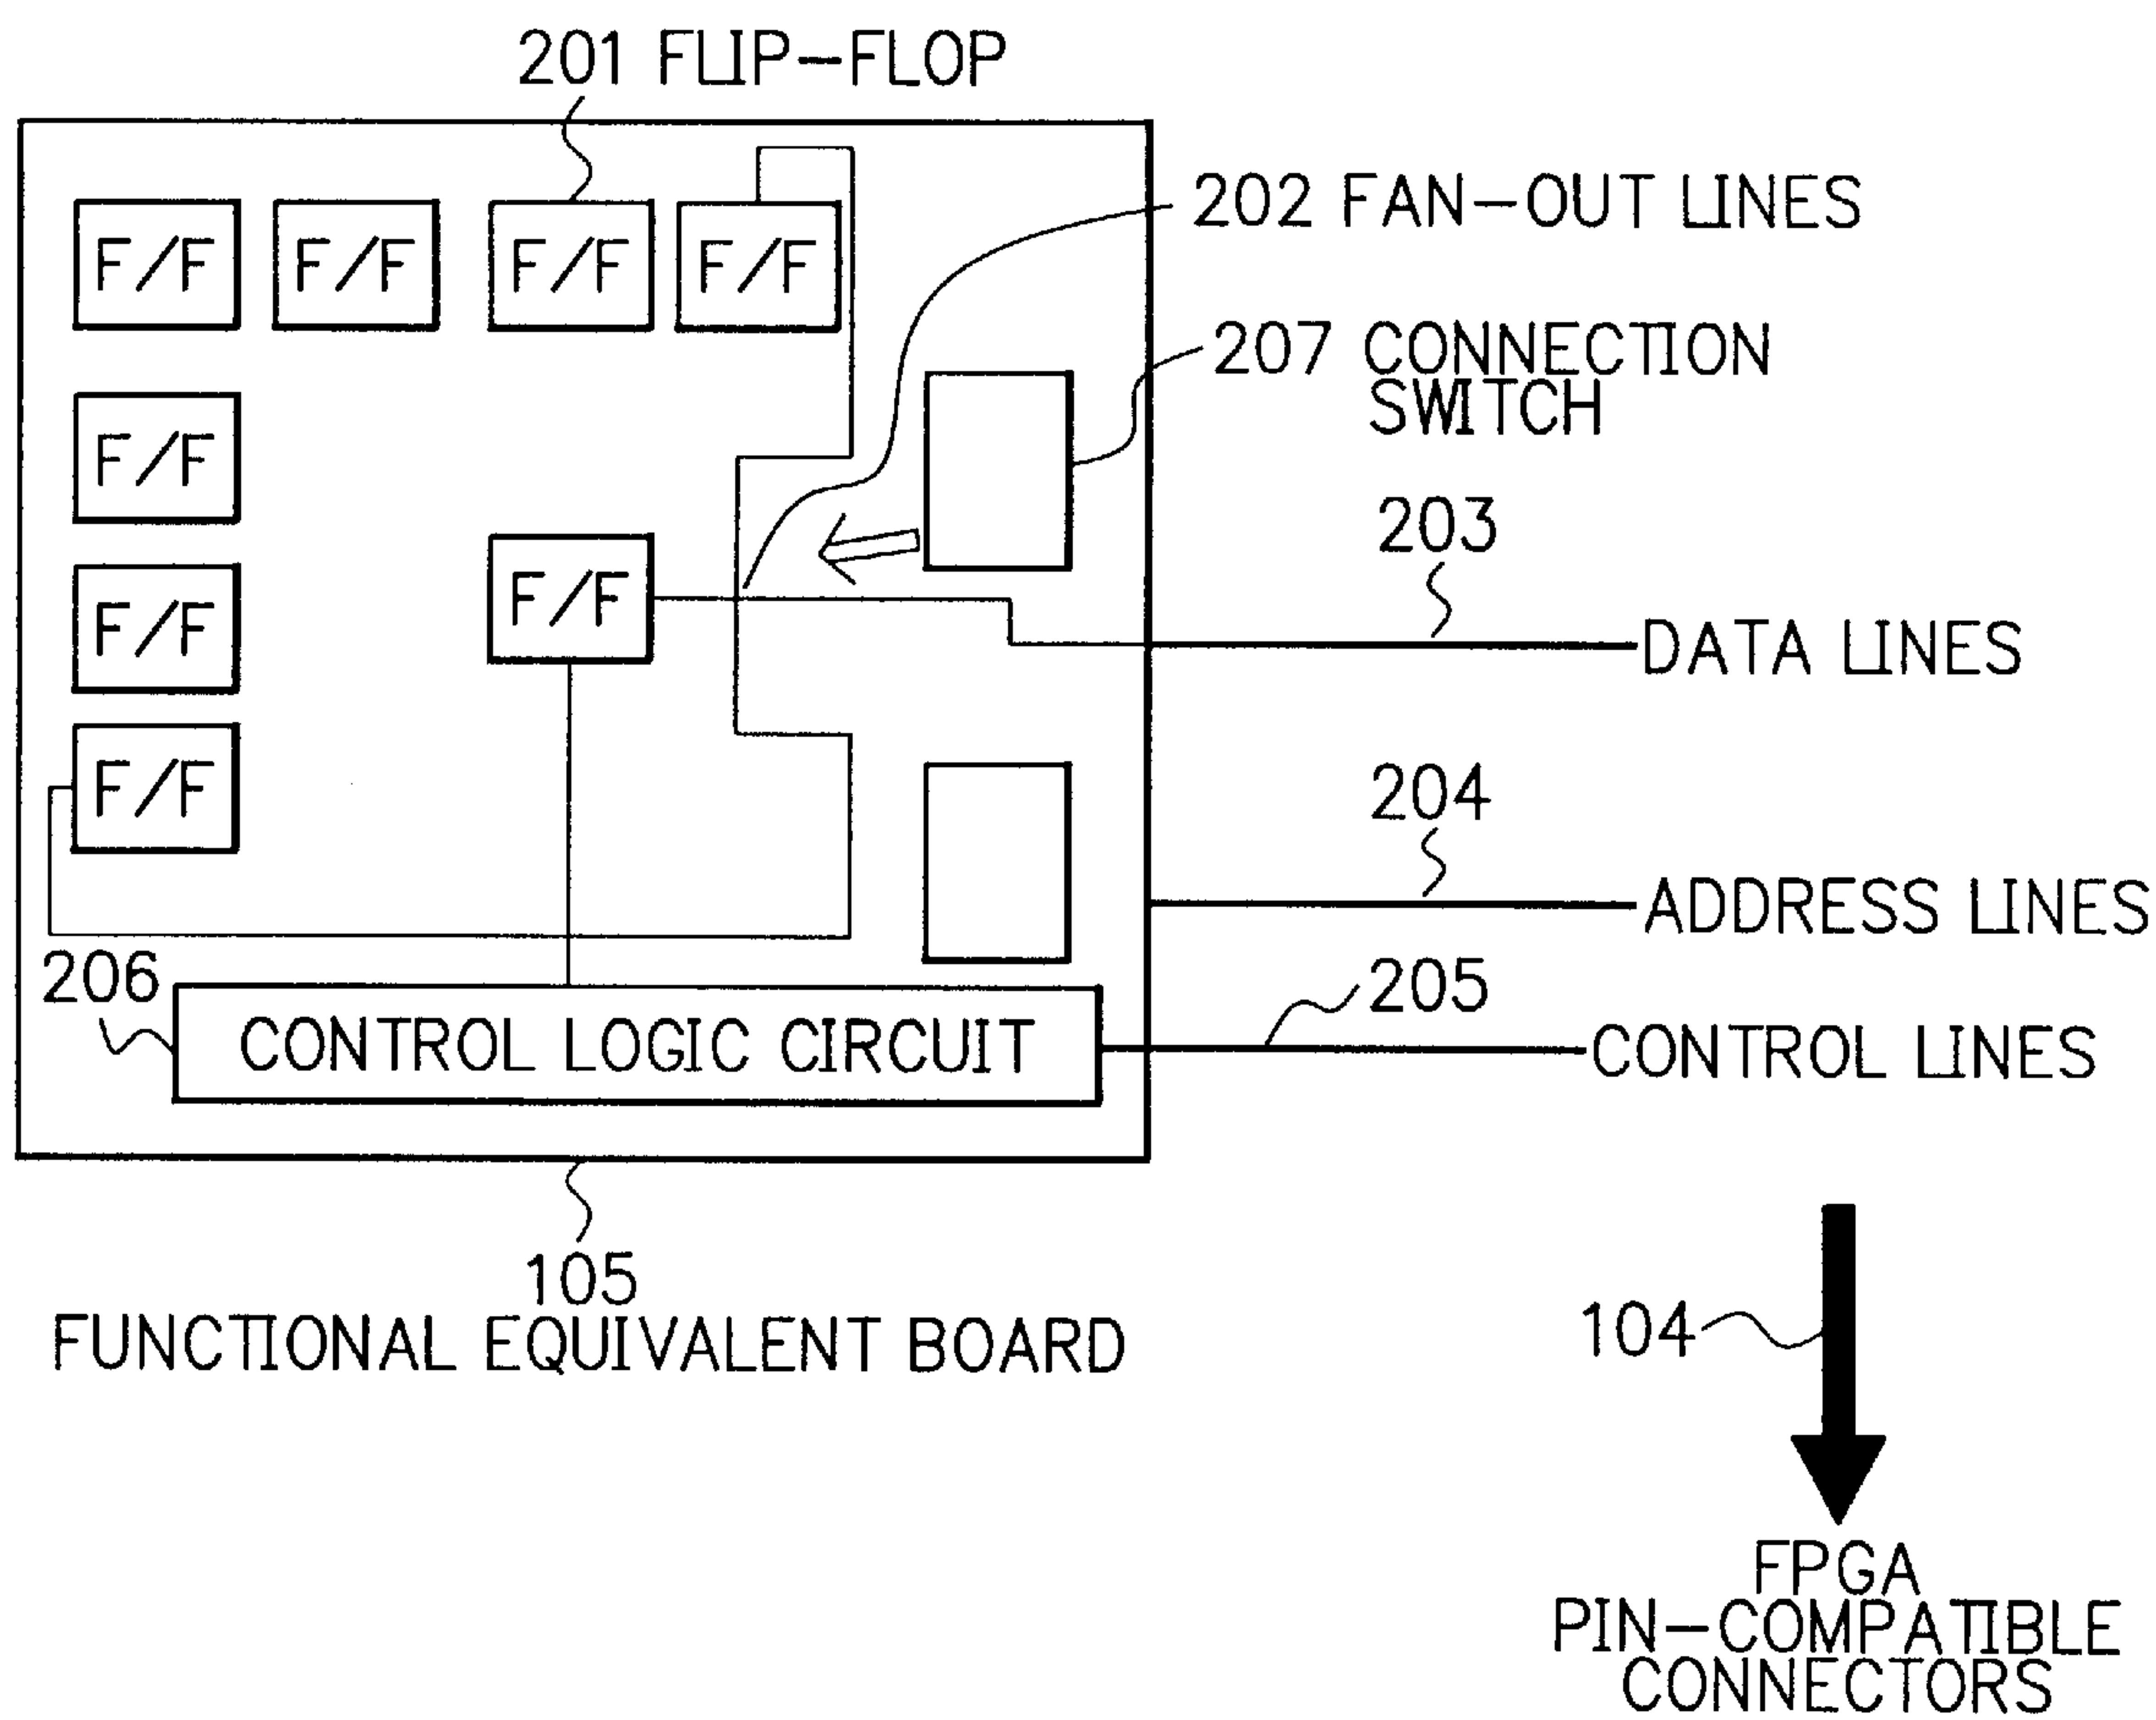 201 FLIP-FLOP
202 FAN-OUT LINES
F/F F/F F/F F/F
207 CONNECTION
SWITCH
F/F
203
F/F
F/F
DATA LINES
F/F
204
ADDRESS LINES
206
205
CONTROL LOGIC CIRCUIT
CONTROL LINES
105
FUNCTIONAL EQUIVALENT BOARD
104
FPGA
PIN-COMPATIBLE
CONNECTORS